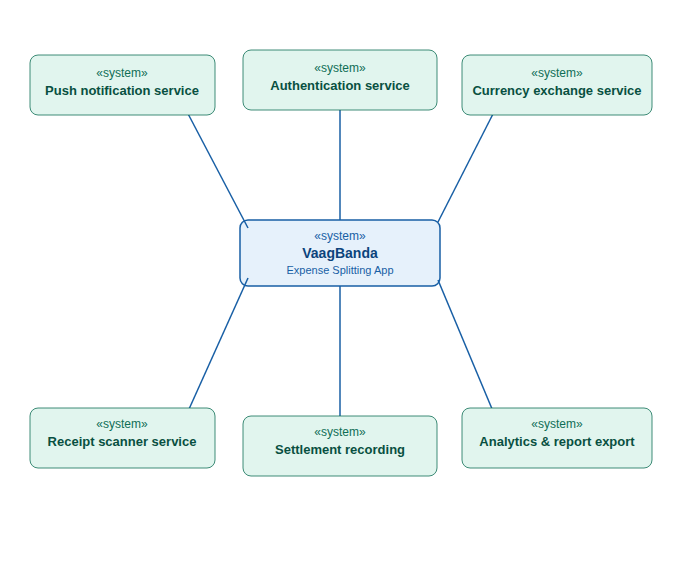 «system»
Push notification service
«system»
Authentication service
«system»
Currency exchange service
«system»
VaagBanda
Expense Splitting App
«system»
Receipt scanner service
«system»
Settlement recording
«system»
Analytics & report export